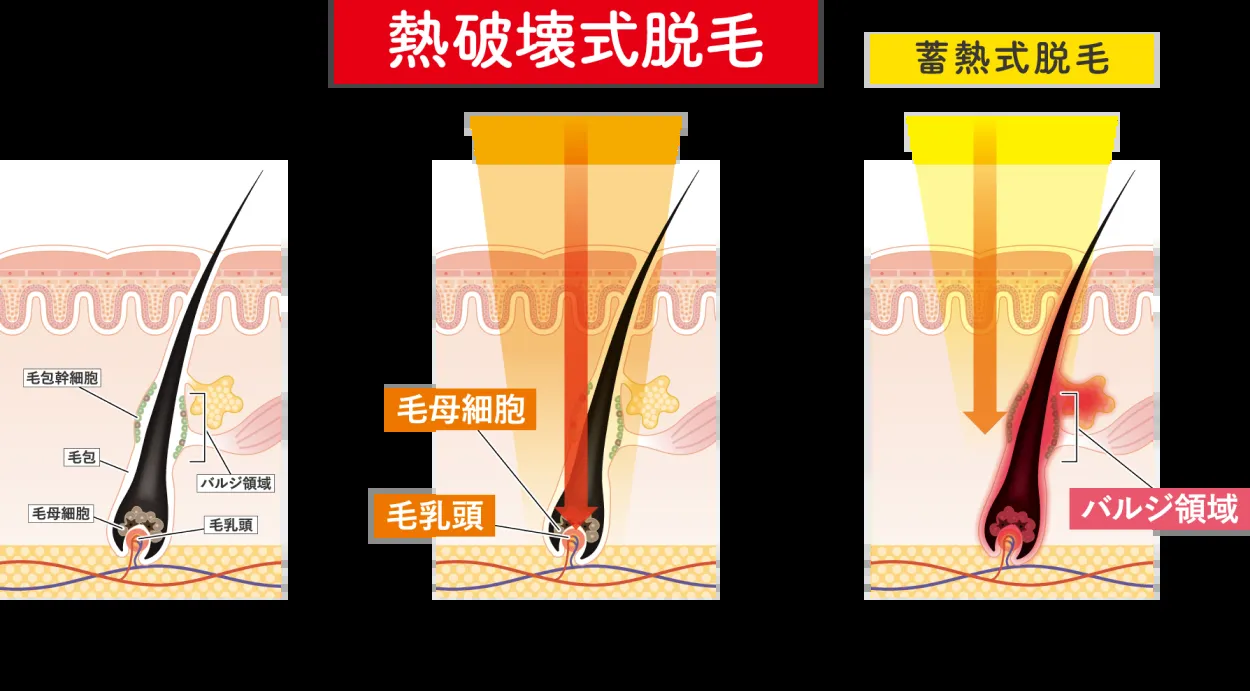 熱破壊式脱毛
蓄熱式脱毛
毛包幹細胞
毛包
バルジ領域
毛母細胞
毛乳頭
毛母細胞
毛乳頭
バルジ領域